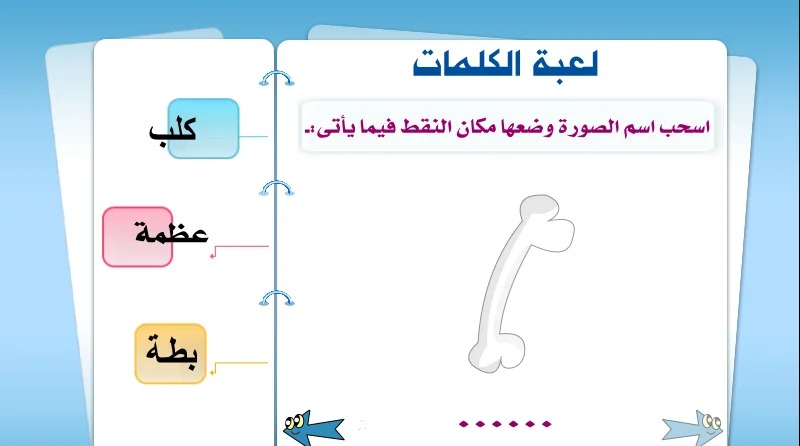 لعبة الكلمات
اسحب اسم الصورة وضعها مكان النقط فيما يأتى :ـ
كلب
عظمة
بطة